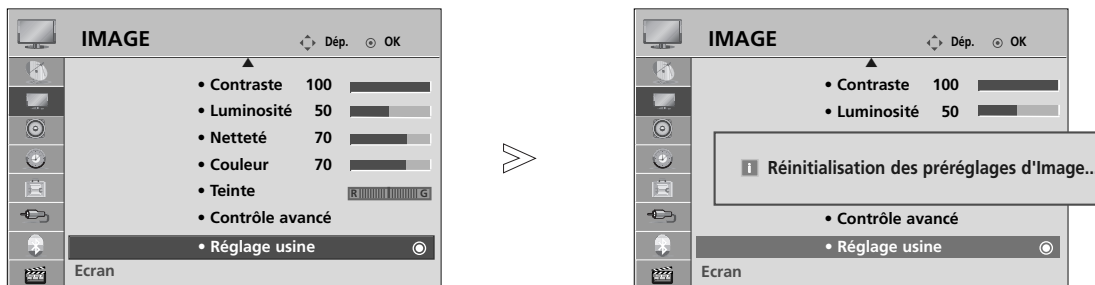 IMAGE
Dép.
OK
• Contraste 100
• Luminosité 50
• Netteté 70
• Couleur 70
• Teinte R G
• Contrôle avancé
• Réglage usine
Ecran
IMAGE
Dép.
OK
• Contraste 100
• Luminosité 50
i Réinitialisation des préréglages d'Image...
• Contrôle avancé
• Réglage usine
Ecran